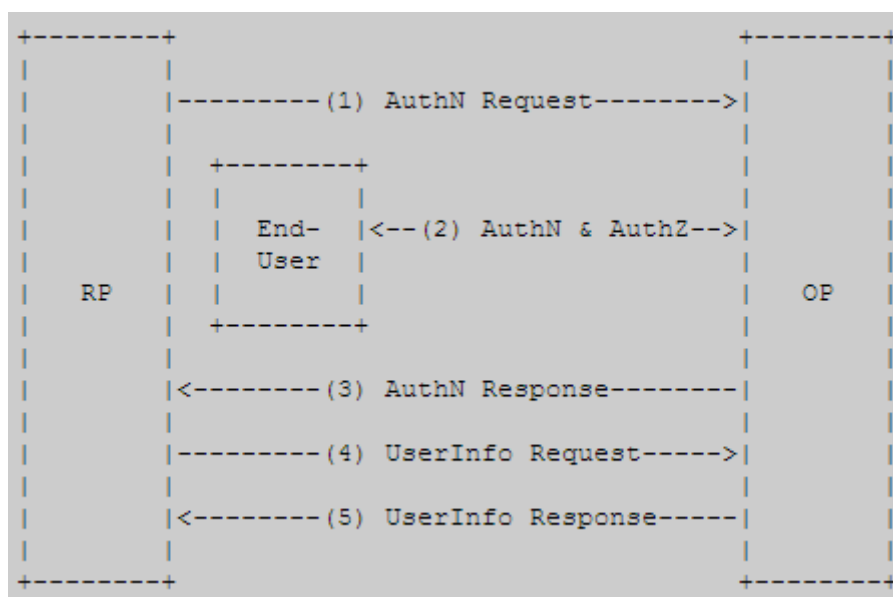 +--------+                                   +--------+
|        |                                   |        |
|        |---------(1) AuthN Request-------->|        |
|        |                                   |        |
|        |  +--------+                       |        |
|        |  |        |                       |        |
|        |  |  End-  |<--(2) AuthN & AuthZ-->|        |
|        |  |  User  |                       |        |
|   RP   |  |        |                       |   OP   |
|        |  +--------+                       |        |
|        |                                   |        |
|        |<--------(3) AuthN Response--------|        |
|        |                                   |        |
|        |---------(4) UserInfo Request----->|        |
|        |                                   |        |
|        |<--------(5) UserInfo Response-----|        |
|        |                                   |        |
+--------+                                   +--------+